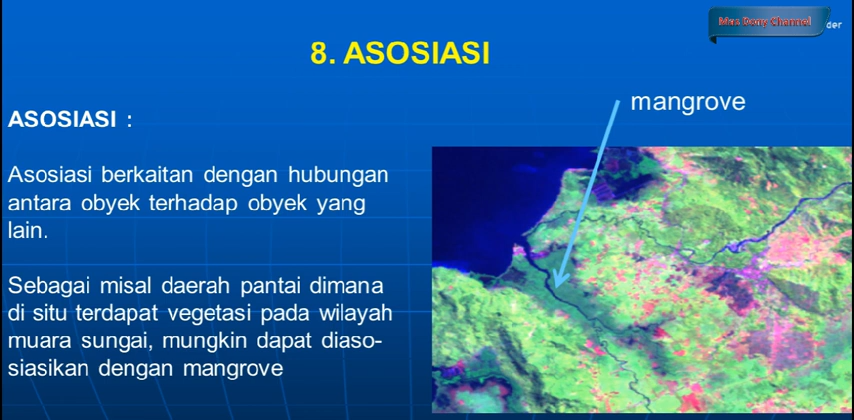 Mas Dony Channel
der
8. ASOSIASI
mangrove
ASOSIASI :
Asosiasi berkaitan dengan hubungan
antara obyek terhadap obyek yang
lain.
Sebagai misal daerah pantai dimana
di situ terdapat vegetasi pada wilayah
muara sungai, mungkin dapat diaso-
siasikan dengan mangrove